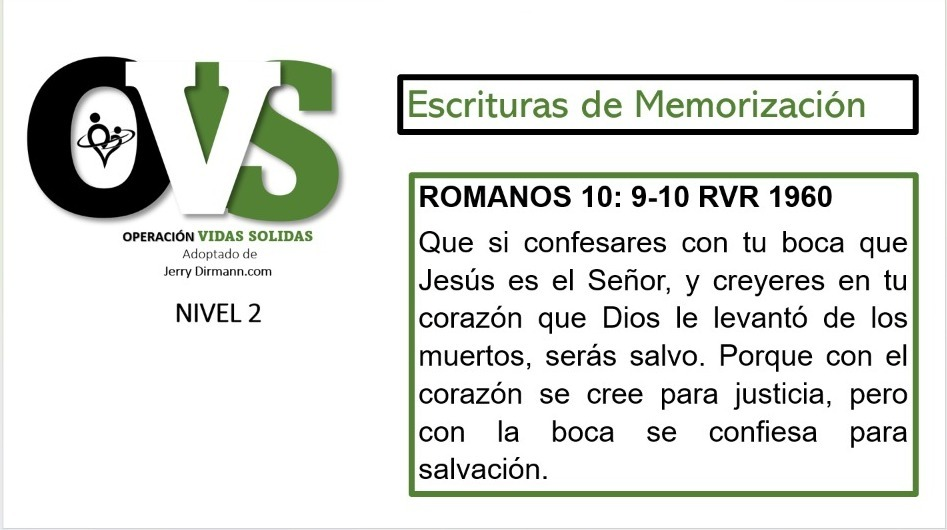 OVS
OPERACIÓN VIDAS SOLIDAS
Adoptado de
Jerry Dirmann.com
NIVEL 2
Escrituras de Memorización
ROMANOS 10: 9-10 RVR 1960
Que si confesares con tu boca que
Jesús es el Señor, y creyeres en tu
corazón que Dios le levantó de los
muertos, serás salvo. Porque con el
corazón se cree para justicia, pero
con la boca se confiesa para
salvación.